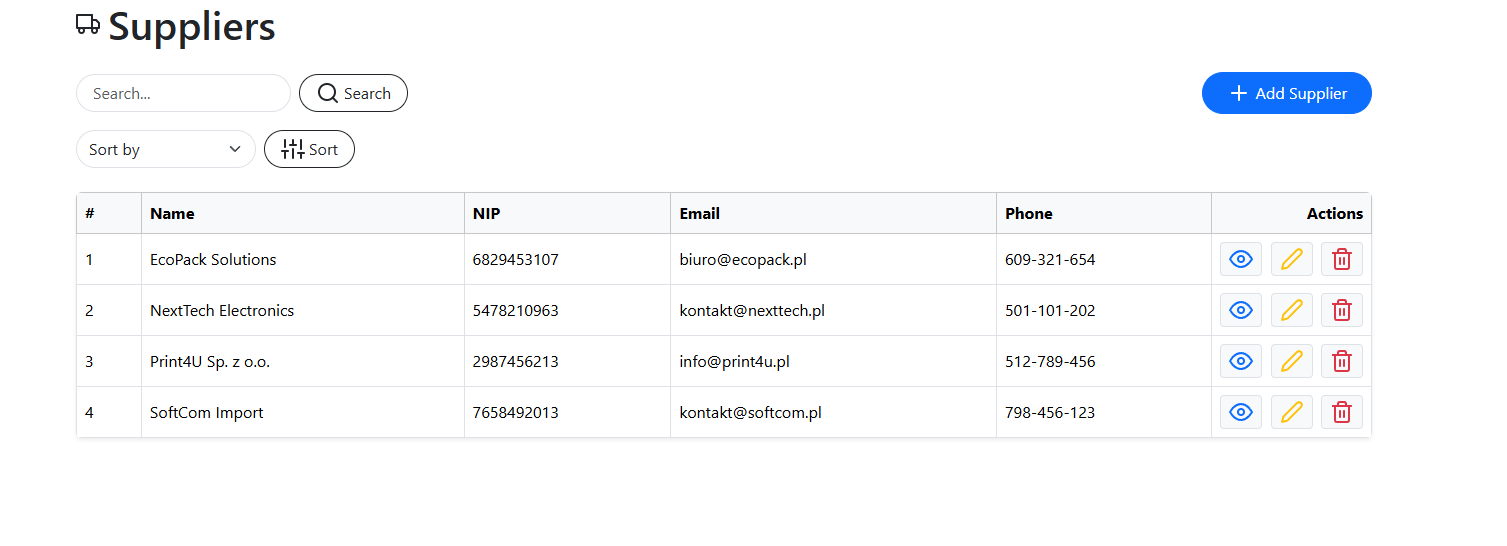 Suppliers
Search...
Search
Add Supplier
Sort by
Sort
# Name NIP Email Phone Actions
1 EcoPack Solutions 6829453107 biuro@ecopack.pl 609-321-654
2 NextTech Electronics 5478210963 kontakt@nexttech.pl 501-101-202
3 Print4U Sp. z o.o. 2987456213 info@print4u.pl 512-789-456
4 SoftCom Import 7658492013 kontakt@softcom.pl 798-456-123